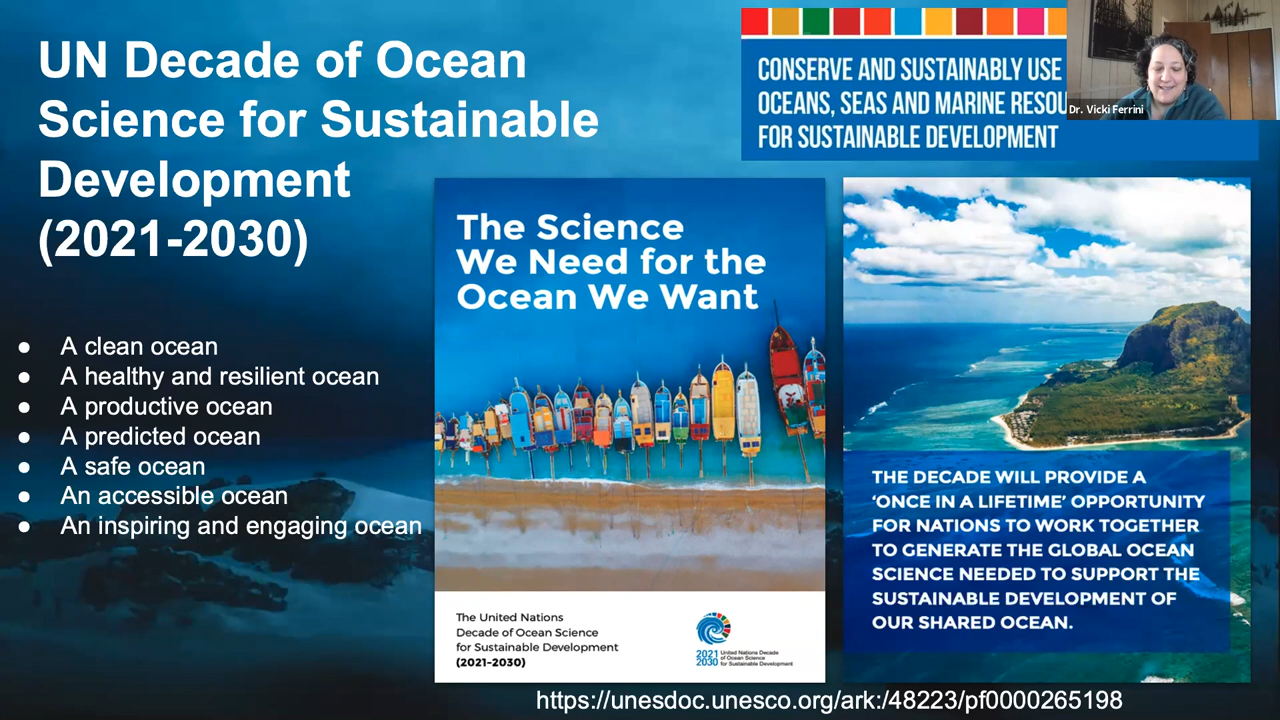 UN Decade of Ocean
Science for Sustainable
Development
(2021-2030)
● A clean ocean
● A healthy and resilient ocean
● A productive ocean
● A predicted ocean
● A safe ocean
● An accessible ocean
● An inspiring and engaging ocean
The Science
We Need for the
Ocean We Want
The United Nations
Decade of Ocean Science
for Sustainable Development
(2021-2030)
2021
2030
United Nations Decade
of Ocean Science
for Sustainable Development
CONSERVE AND SUSTAINABLY USE
OCEANS, SEAS AND MARINE RESOU
FOR SUSTAINABLE DEVELOPMENT
Dr. Vicki Ferrini
THE DECADE WILL PROVIDE A
‘ONCE IN A LIFETIME’ OPPORTUNITY
FOR NATIONS TO WORK TOGETHER
TO GENERATE THE GLOBAL OCEAN
SCIENCE NEEDED TO SUPPORT THE
SUSTAINABLE DEVELOPMENT OF
OUR SHARED OCEAN.
https://unesdoc.unesco.org/ark:/48223/pf0000265198